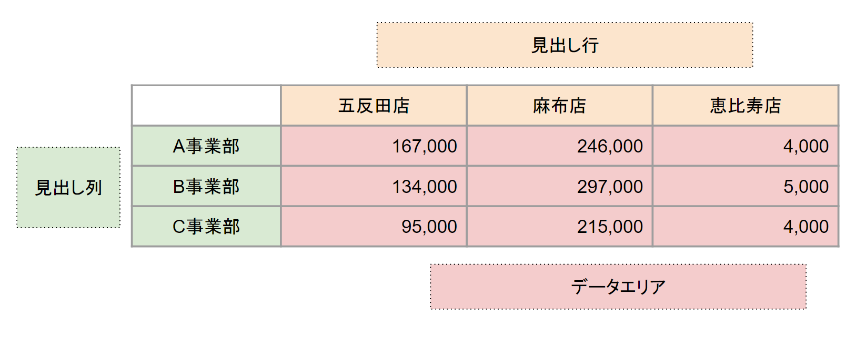 見出し行
五反田店 麻布店 恵比寿店
A事業部 167,000 246,000 4,000
見出し列
B事業部 134,000 297,000 5,000
C事業部 95,000 215,000 4,000
データエリア